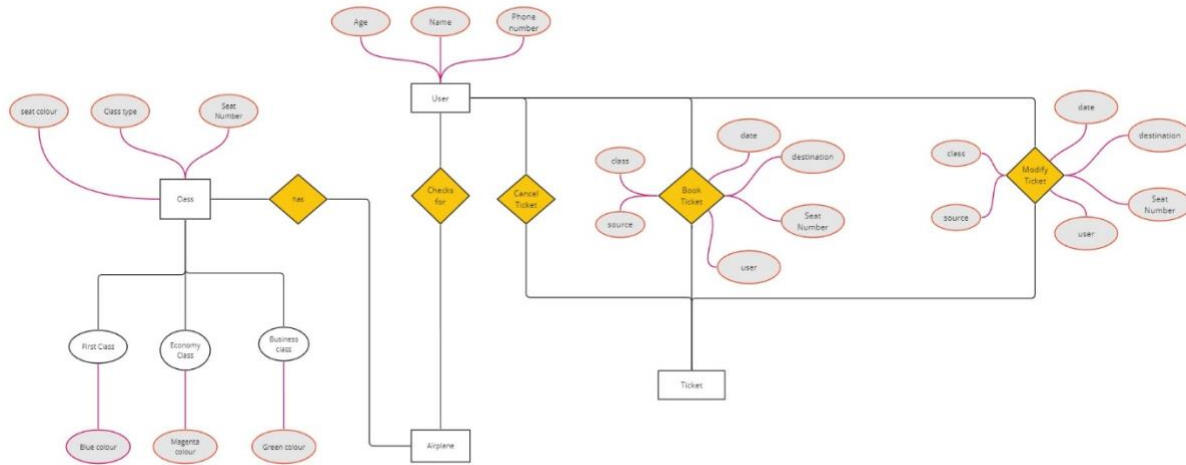 Age
Name
Phone
number
User
seat colour
Class type
Seat
Number
Class
has
Checks
for
Cancel
Ticket
class
source
Book
Ticket
date
destination
Seat
Number
user
class
source
Modify
Ticket
date
destination
Seat
Number
user
First Class
Economy
Class
Business
class
Ticket
Blue colour
Magenta
colour
Green colour
Airplane